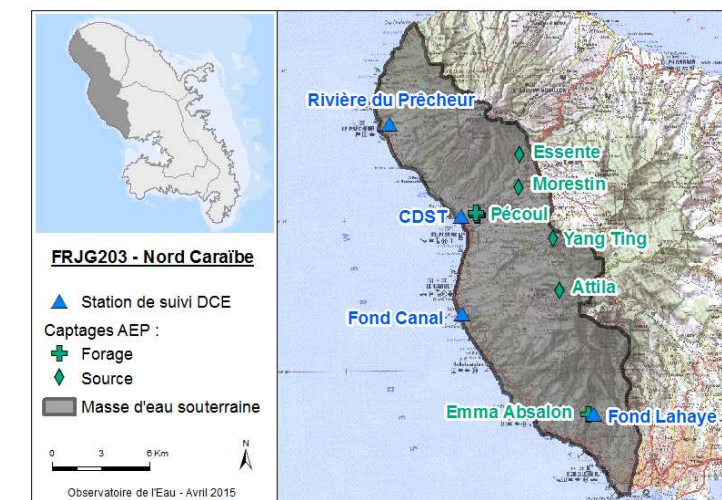 FRJG203 - Nord Caraïbe
Station de suivi DCE
Captages AEP :
Forage
Source
Masse d'eau souterraine
0 3 6 Km
N
Observatoire de l'Eau - Avril 2015
Rivière du Prêcheur
Essente
Morestin
CDST
Pécoul
Yang Ting
Attila
Fond Canal
Emma Absalon
Fond Lahaye